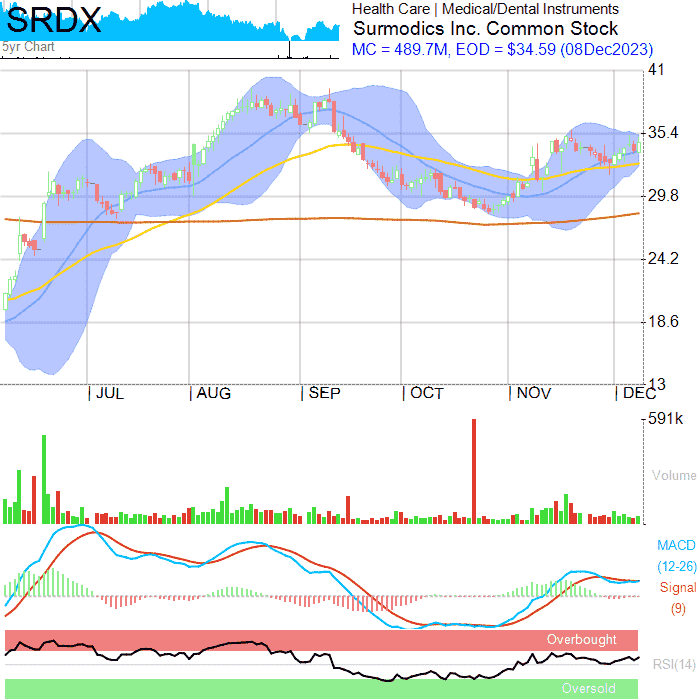 SRDX
5yr Chart
Health Care | Medical/Dental Instruments
Surmodics Inc. Common Stock
MC = 489.7M, EOD = $34.59 (08Dec2023)
41
35.4
29.8
24.2
18.6
13
JUL AUG SEP OCT NOV DEC
591k
Volume
MACD
(12-26)
Signal
(9)
Overbought
RSI(14)
Oversold